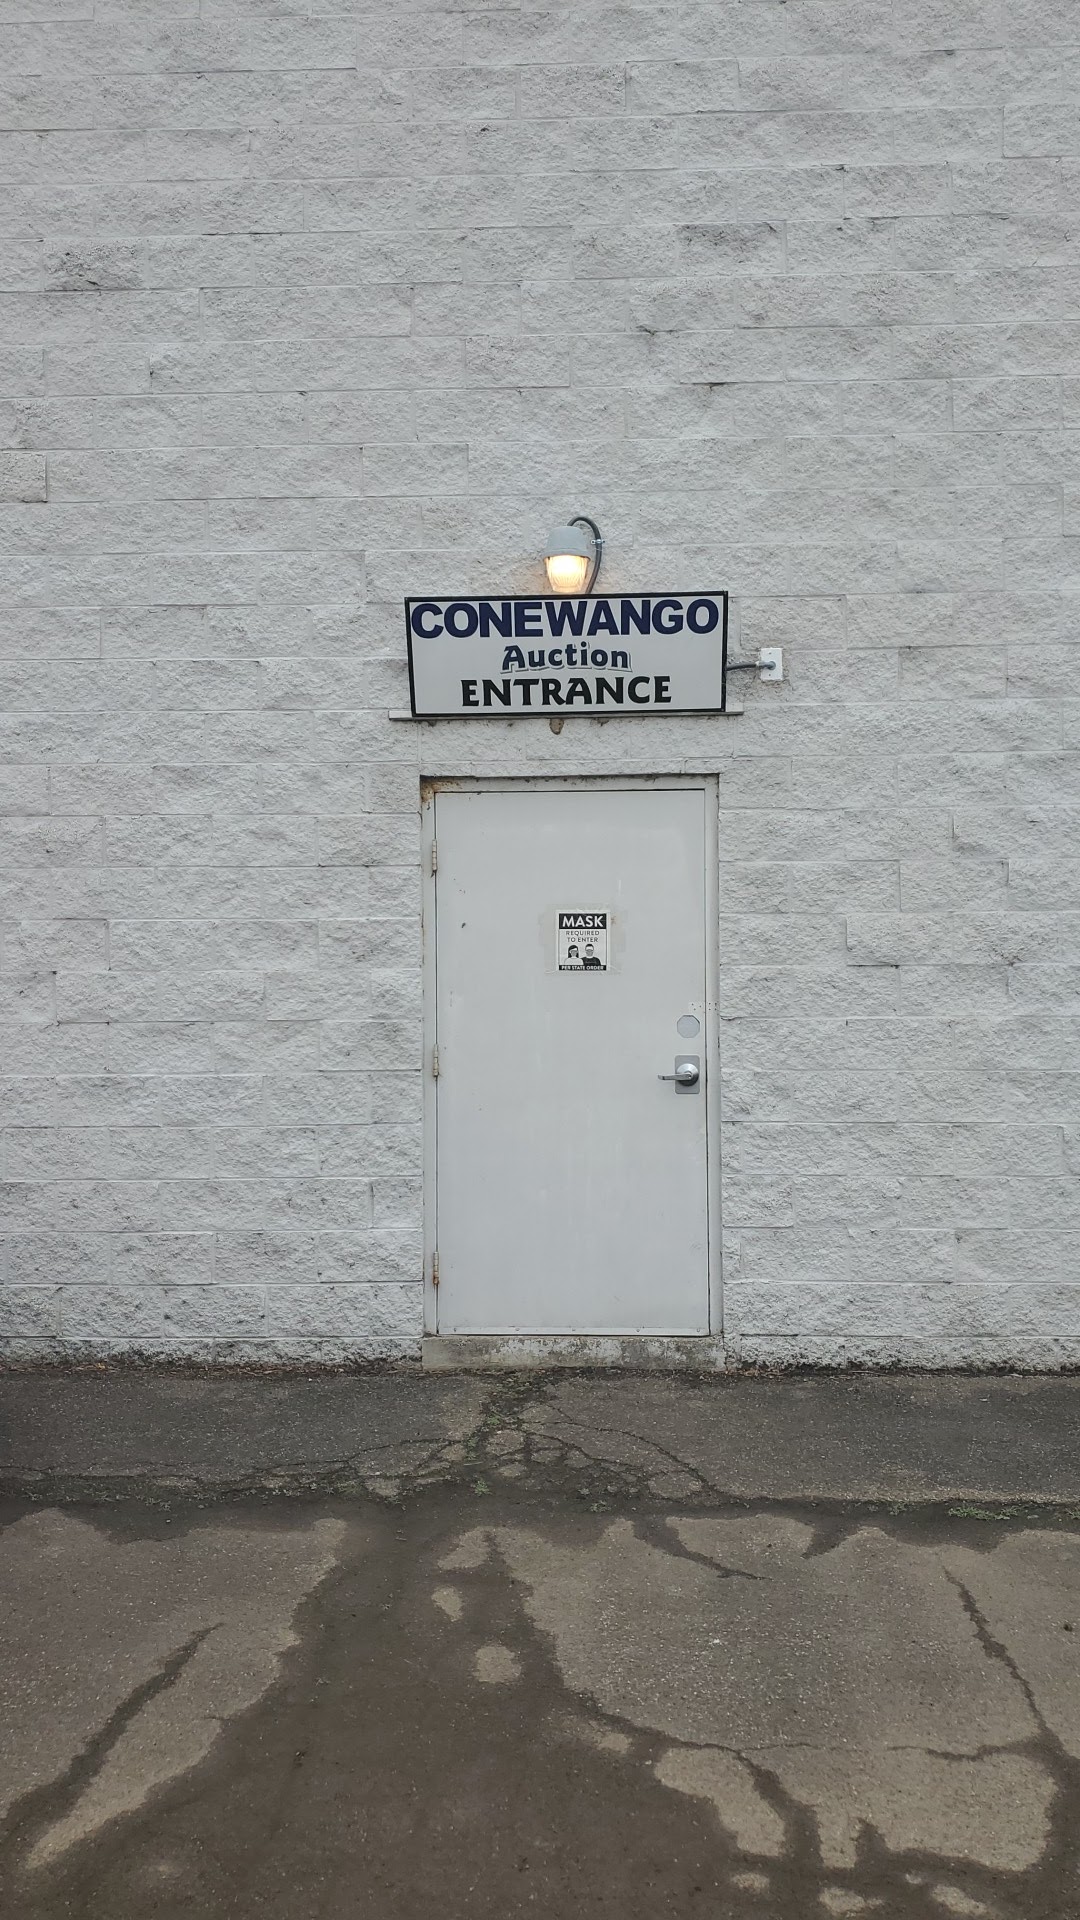 CONEWANGO
Auction
ENTRANCE
MASK
REQUIRED
TO ENTER
PER STATE ORDER